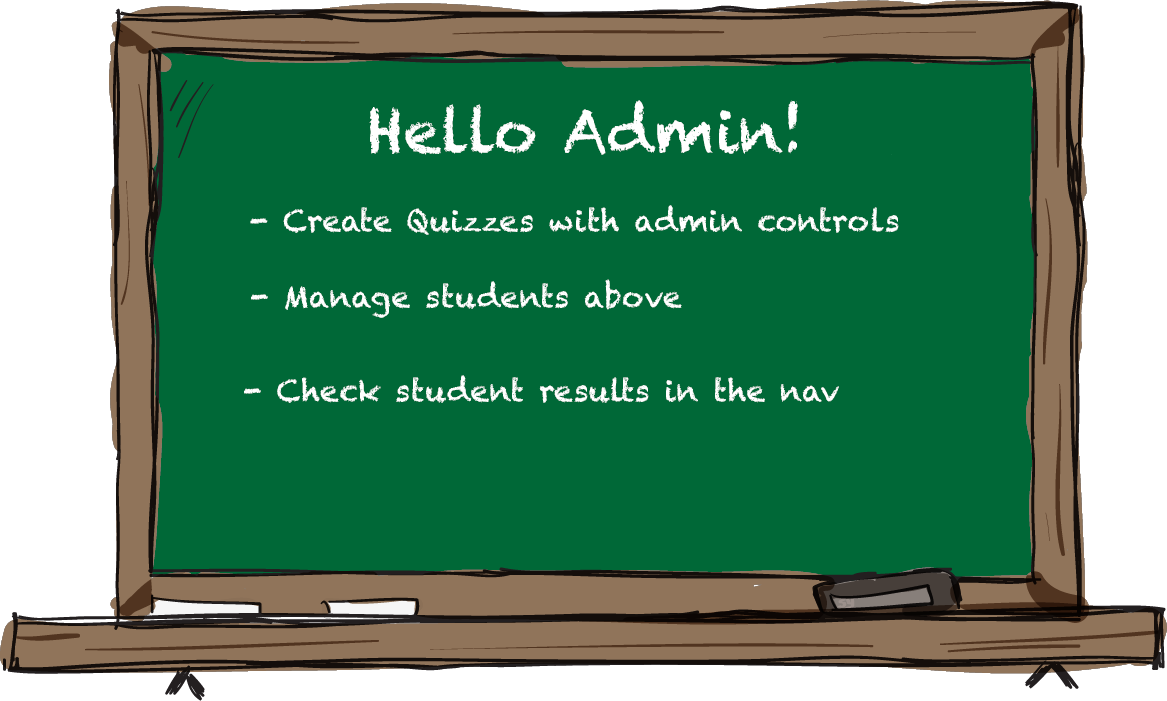 Hello Admin!
- Create Quizzes with admin controls
- Manage students above
- Check student results in the nav